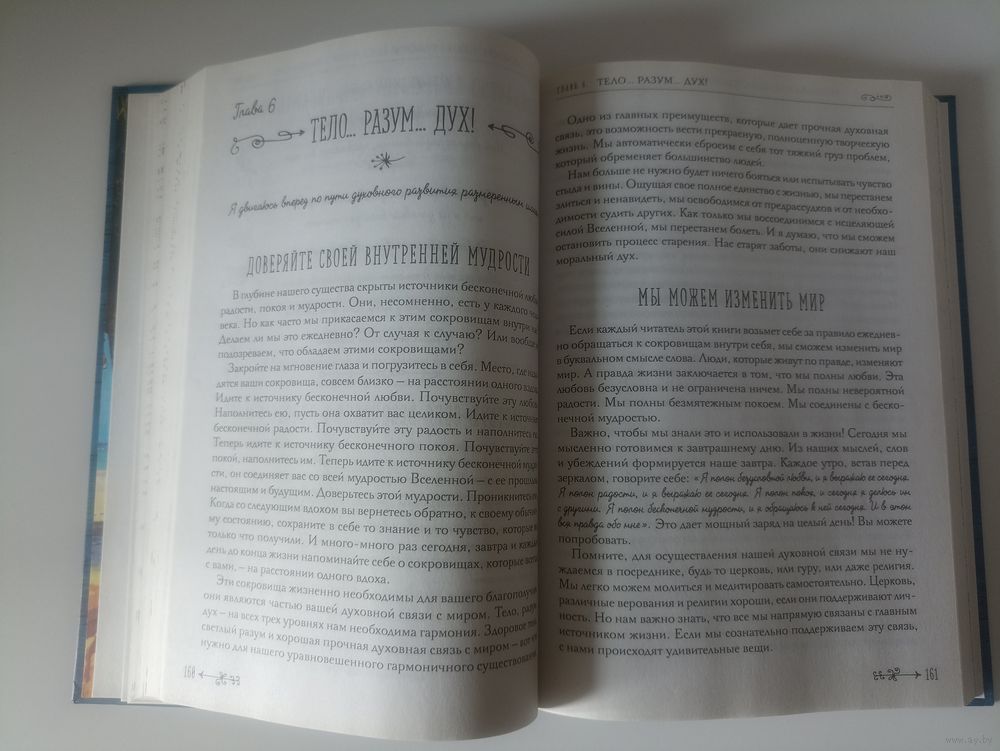 Глава 6
ТЕЛО... РАЗУМ... ДУХ!
Я двигаюсь вперед по пути духовного развития размеренным
ДОВЕРЯЙТЕ СВОЕЙ ВНУТРЕННЕЙ МУДРОСТИ
В глубине нашего существа скрыты источники бесконечной
радости, покоя и мудрости. Они, несомненно, есть у каждого
века. Но как часто мы прикасаемся к этим сокровищам внутри
Делаем ли мы это ежедневно? От случая к случаю? Или вообще
подозреваем, что обладаем этими сокровищами?
Закройте на мгновение глаза и погрузитесь в себя. Место, где
дятся ваши сокровища, совсем близко – на расстоянии одного
Идите к источнику бесконечной любви. Почувствуйте эту
Наполнитесь ею, пусть она охватит вас целиком. Идите к
бесконечной радости. Почувствуйте эту радость и наполнитесь
Теперь идите к источнику бесконечного покоя. Почувствуйте
покой, наполнитесь им. Теперь идите к источнику бесконечной
сти, он соединяет вас со всей мудростью Вселенной – с ее
настоящим и будущим. Доверьтесь этой мудрости.
Когда со следующим вдохом вы вернетесь обратно, к своему
му состоянию, сохраните в себе то знание и то чувство, которые
только что получили. И много-много раз сегодня, завтра и
день до конца жизни напоминайте себе о сокровищах, которые
с вами, – на расстоянии одного вдоха.
Эти сокровища жизненно необходимы для вашего
они являются частью вашей духовной связи с миром. Тело,
дух – на всех трех уровнях нам необходима гармония. Здоровое
светлый разум и хорошая прочная духовная связь с миром –
нужно для нашего уравновешенного гармоничного
160
ТЕЛО... РАЗУМ... ДУХ!
Одно из главных преимуществ, которые дает прочная духовная
связь, это возможность вести прекрасную, полноценную творческую
жизнь. Мы автоматически сбросим с себя тот тяжкий груз проблем,
который обременяет большинство людей.
Нам больше не нужно будет ничего бояться или испытывать чувство
стыда и вины. Ощущая свое полное единство с жизнью, мы перестанем
злиться и ненавидеть, мы освободимся от предрассудков и от необхо-
димости судить других. Как только мы воссоединимся с исцеляющей
силой Вселенной, мы перестанем болеть. И я думаю, что мы сможем
остановить процесс старения. Нас старят заботы, они снижают наш
моральный дух.
МЫ МОЖЕМ ИЗМЕНИТЬ МИР
Если каждый читатель этой книги возьмет себе за правило ежеднев-
но обращаться к сокровищам внутри себя, мы сможем изменить мир
в буквальном смысле слова. Люди, которые живут по правде, изменяют
мир. А правда жизни заключается в том, что мы полны любви. Эта
любовь безусловна и не ограничена ничем. Мы полны невероятной
радости. Мы полны безмятежным покоем. Мы соединены с беско-
нечной мудростью.
Важно, чтобы мы знали это и использовали в жизни! Сегодня мы
мысленно готовимся к завтрашнему дню. Из наших мыслей, слов
и убеждений формируется наше завтра. Каждое утро, встав перед
зеркалом, говорите себе: «Я полон безусловной любви, и я выражаю ее сегодня.
Я полон радости, и я выражаю ее сегодня. Я полон покоя, и сегодня я делюсь им
с другими. Я полон бесконечной мудрости, и я обращаюсь к ней сегодня. И в этом
вся правда обо мне». Это дает мощный заряд на целый день! Вы можете
попробовать.
Помните, для осуществления нашей духовной связи мы не ну-
ждаемся в посреднике, будь то церковь, или гуру, или даже религия.
Мы легко можем молиться и медитировать самостоятельно. Церковь,
различные верования и религии хороши, если они поддерживают лич-
ность. Но нам важно знать, что все мы напрямую связаны с главным
источником жизни. Если мы сознательно поддерживаем эту связь,
с нами происходят удивительные вещи.
161
www.ay.by